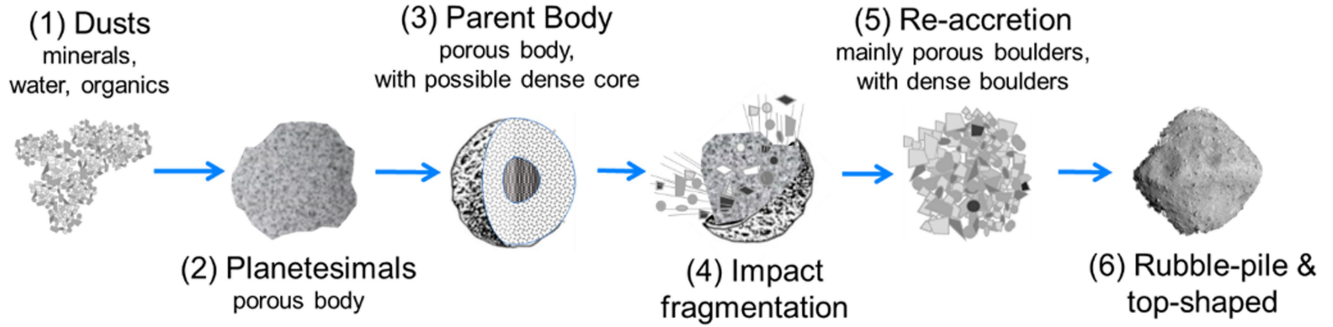 (1) Dusts
minerals,
water, organics
(2) Planetesimals
porous body
(3) Parent Body
porous body,
with possible dense core
(4) Impact
fragmentation
(5) Re-accretion
mainly porous boulders,
with dense boulders
(6) Rubble-pile &
top-shaped